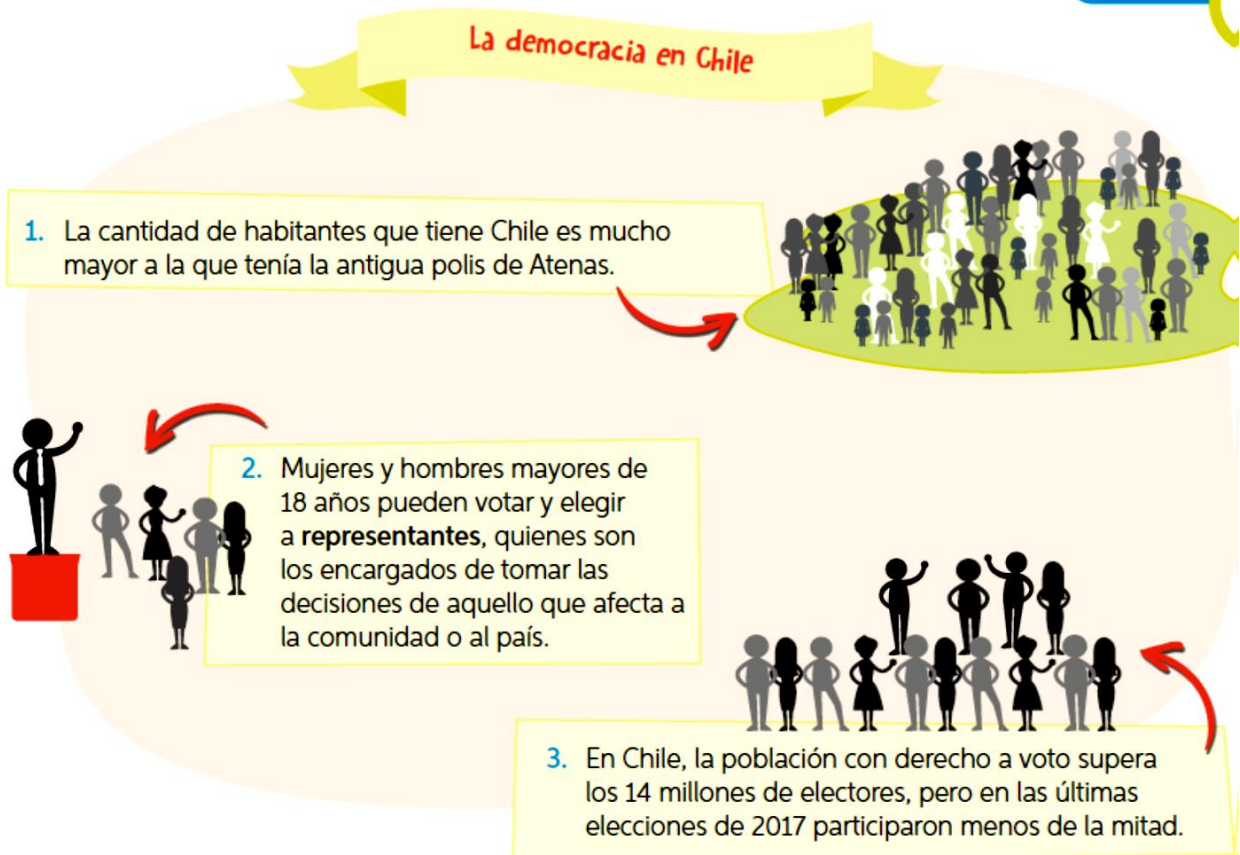 La democracia en Chile
1. La cantidad de habitantes que tiene Chile es mucho
mayor a la que tenía la antigua polis de Atenas.
2. Mujeres y hombres mayores de
18 años pueden votar y elegir
a representantes, quienes son
los encargados de tomar las
decisiones de aquello que afecta a
la comunidad o al país.
3. En Chile, la población con derecho a voto supera
los 14 millones de electores, pero en las últimas
elecciones de 2017 participaron menos de la mitad.